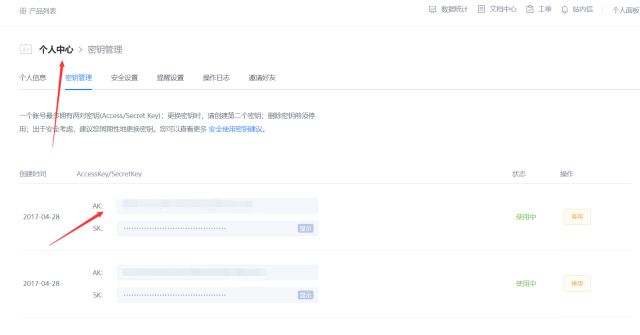 产品列表 数据统计 文档中心 工单 站内信 个人面板
个人中心 > 密钥管理
个人信息 密钥管理 安全设置 提醒设置 操作日志 邀请好友
一个账号最多拥有两对密钥(Access/Secret Key)；更换密钥时，请创建第二个密钥；删除密钥前须停
用；出于安全考虑，建议您周期性地更换密钥。您可以查看更多 安全使用密钥建议。
创建时间 AccessKey/SecretKey 状态 操作
AK:
2017-04-28 使用中 停用
SK: 显示
AK:
2017-04-28 使用中 停用
SK: 显示